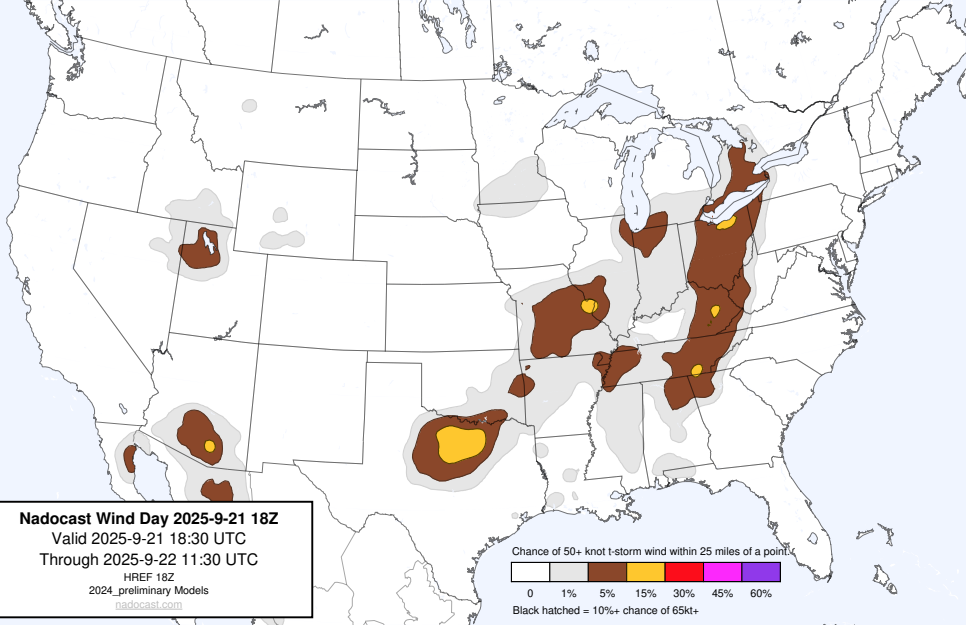 Nadocast Wind Day 2025-9-21 18Z
Valid 2025-9-21 18:30 UTC
Through 2025-9-22 11:30 UTC
HREF 18Z
2024_preliminary Models
nadocast.com
Chance of 50+ knot t-storm wind within 25 miles of a point.
0 1% 5% 15% 30% 45% 60%
Black hatched = 10%+ chance of 65kt+